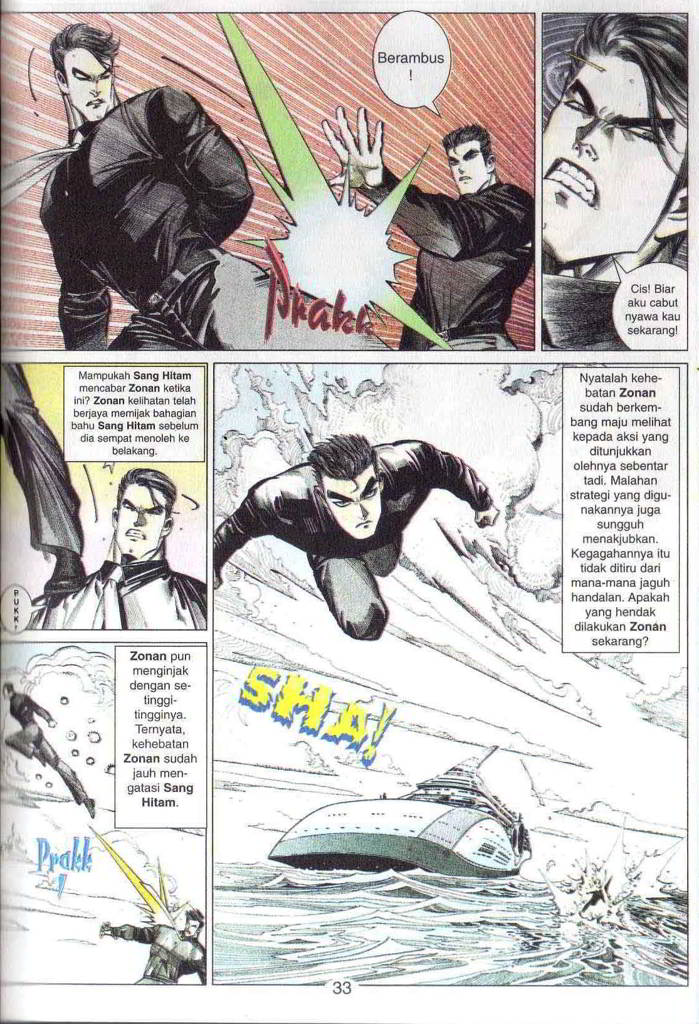 Berambus
!
Prakk
Cis! Biar
aku cabut
nyawa kau
sekarang!
Mampukah Sang Hitam
mencabar Zonan ketika
ini? Zonan kelihatan telah
berjaya memijak bahagian
bahu Sang Hitam sebelum
dia sempat menoleh ke
belakang.
PUKK!
Nyatalah kehe-
batan Zonan
sudah berkem-
bang maju melihat
kepada aksi yang
ditunjukkan
olehnya sebentar
tadi. Malahan
strategi yang digu-
nakannya juga
sungguh
menakjubkan.
Kegagahannya itu
tidak ditiru dari
mana-mana jaguh
handalan. Apakah
yang hendak
dilakukan Zonan
sekarang?
SHA!
Zonan pun
menginjak
dengan se-
tinggi-
tingginya.
Ternyata,
kehebatan
Zonan sudah
jauh men-
gatasi Sang
Hitam.
Prakk
!
33